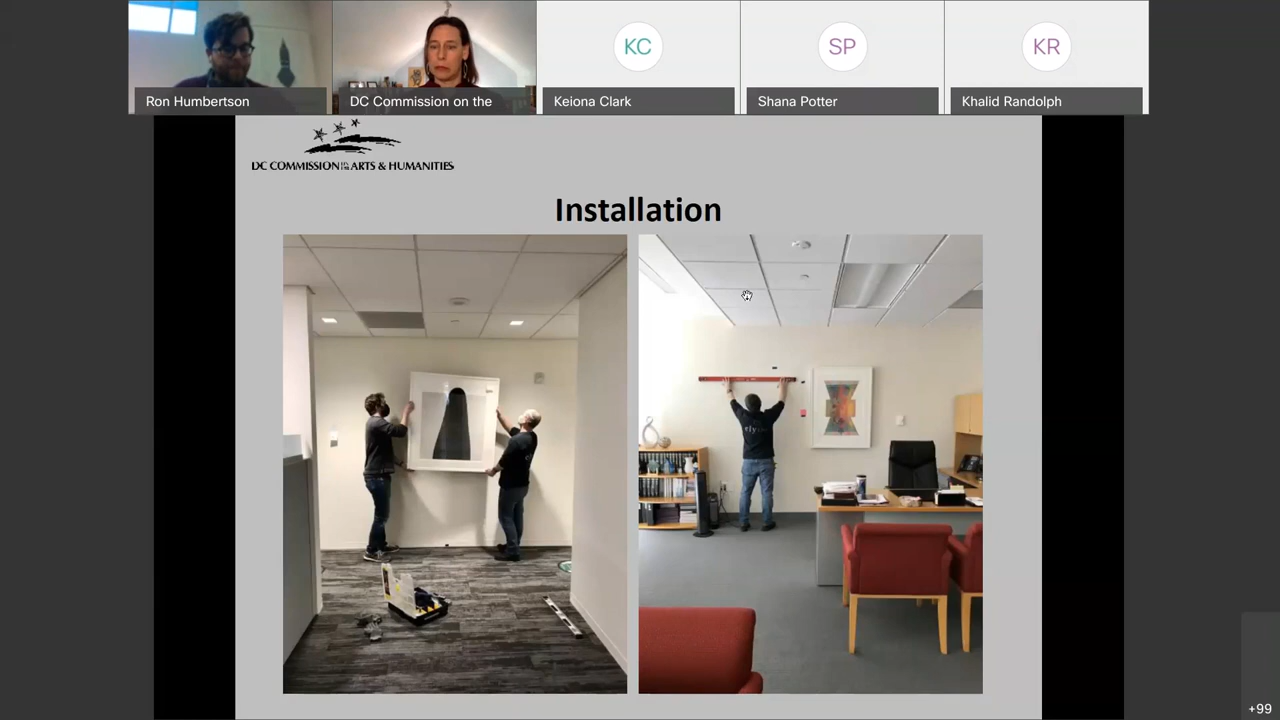 Ron Humbertson
DC Commission on the
KC
Keiona Clark
SP
Shana Potter
KR
Khalid Randolph
DC COMMISSION ON THE ARTS & HUMANITIES
Installation
+99